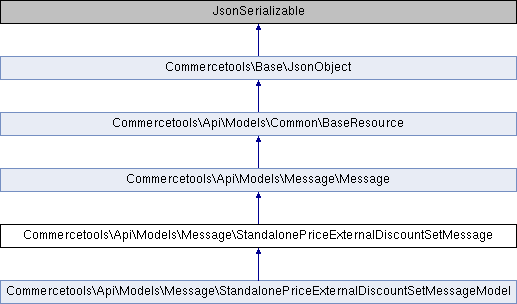 JsonSerializable
Commercetools\Base\JsonObject
Commercetools\Api\Models\Common\BaseResource
Commercetools\Api\Models\Message\Message
Commercetools\Api\Models\Message\StandalonePriceExternalDiscountSetMessage
Commercetools\Api\Models\Message\StandalonePriceExternalDiscountSetMessageModel